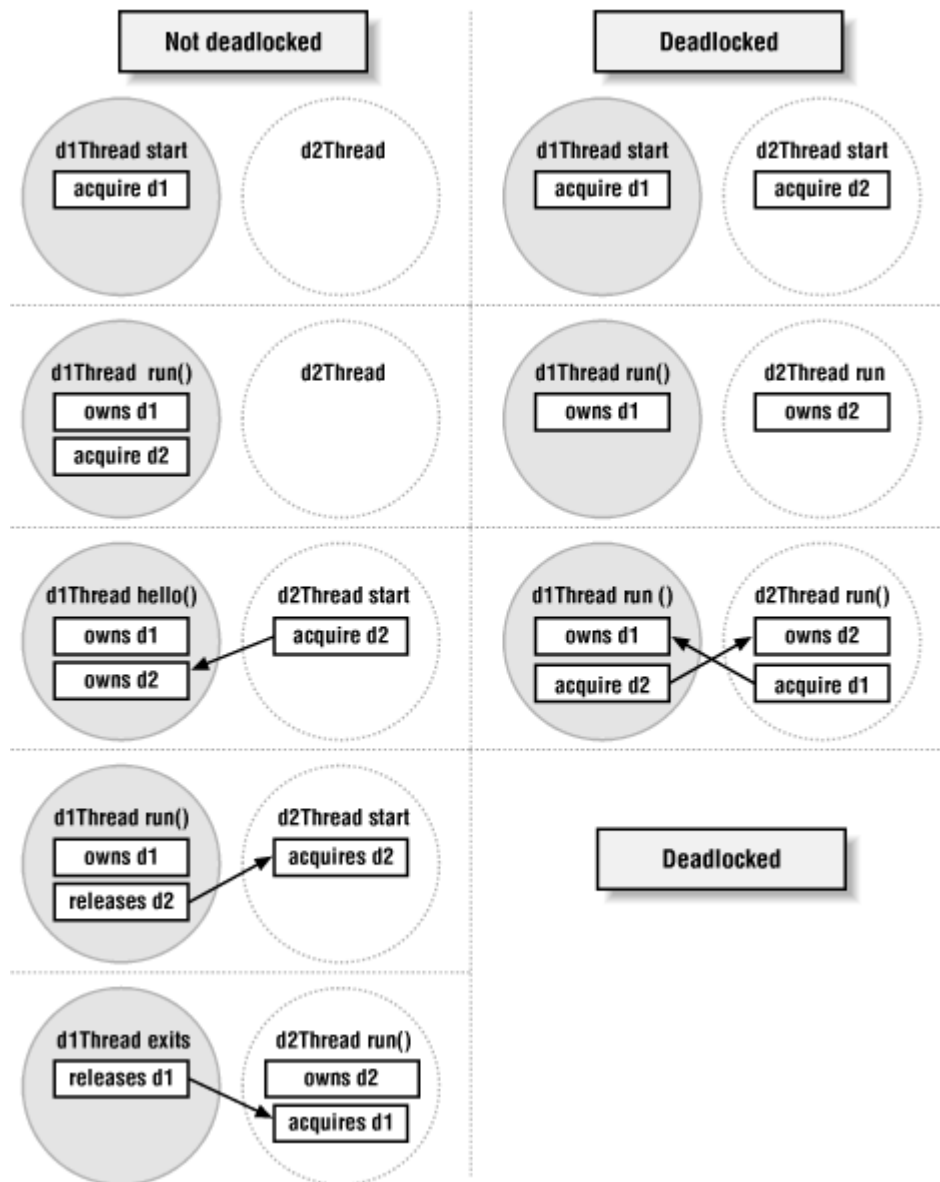 Not deadlocked
Deadlocked
d1Thread start
acquire d1
d2Thread
d1Thread start
acquire d1
d2Thread start
acquire d2
d1Thread run()
owns d1
acquire d2
d2Thread
d1Thread run()
owns d1
d2Thread run
owns d2
d1Thread hello()
owns d1
owns d2
d2Thread start
acquire d2
d1Thread run ()
owns d1
acquire d2
d2Thread run()
owns d2
acquire d1
d1Thread run()
owns d1
releases d2
d2Thread start
acquires d2
Deadlocked
d1Thread exits
releases d1
d2Thread run()
owns d2
acquires d1